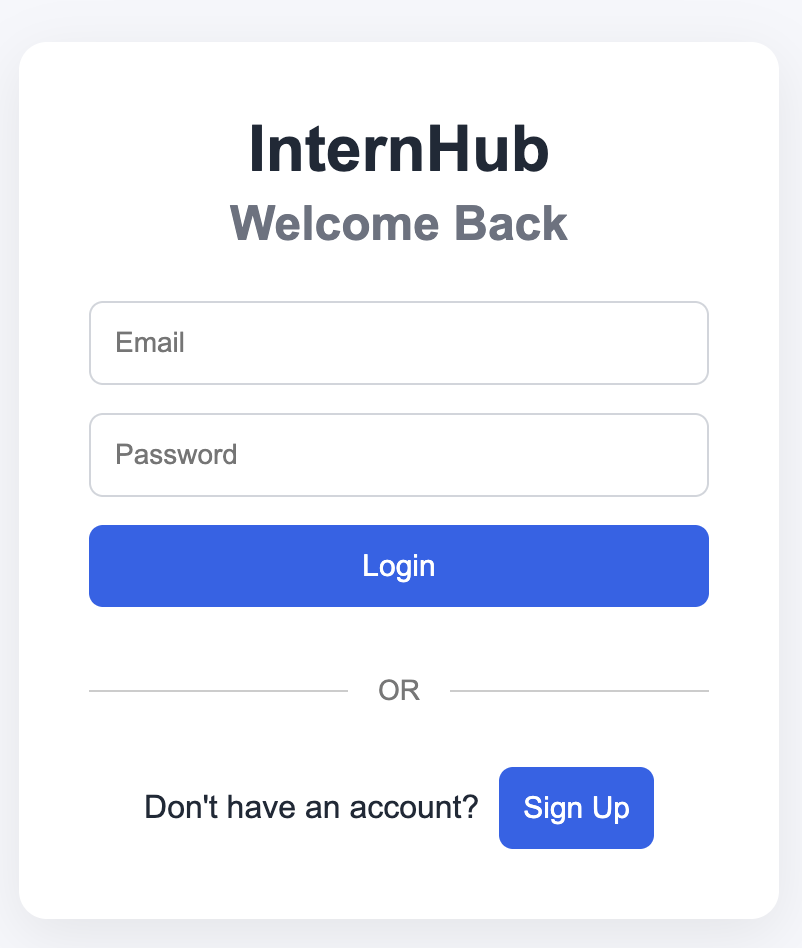 InternHub
Welcome Back
Email
Password
Login
OR
Don't have an account? Sign Up